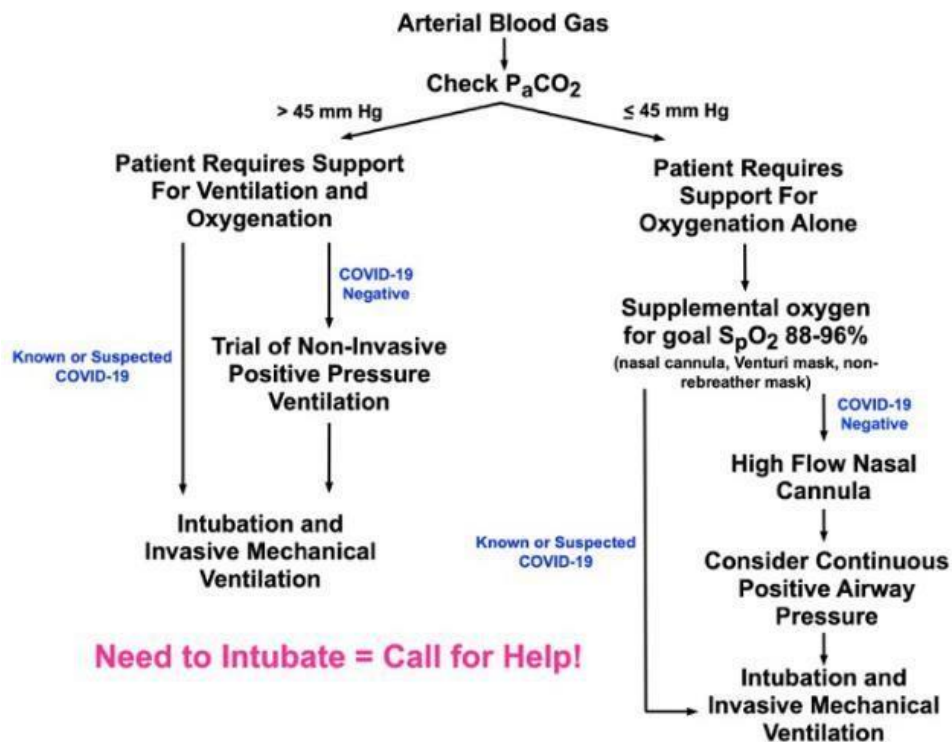 Arterial Blood Gas
Check PaCO2
> 45 mm Hg
≤ 45 mm Hg
Patient Requires Support
For Ventilation and
Oxygenation
Patient Requires
Support For
Oxygenation Alone
COVID-19
Negative
Known or Suspected
COVID-19
Trial of Non-Invasive
Positive Pressure
Ventilation
Intubation and
Invasive Mechanical
Ventilation
Supplemental oxygen
for goal SpO2 88-96%
(nasal cannula, Venturi mask, non-
rebreather mask)
COVID-19
Negative
High Flow Nasal
Cannula
Known or Suspected
COVID-19
Consider Continuous
Positive Airway
Pressure
Intubation and
Invasive Mechanical
Ventilation
Need to Intubate = Call for Help!